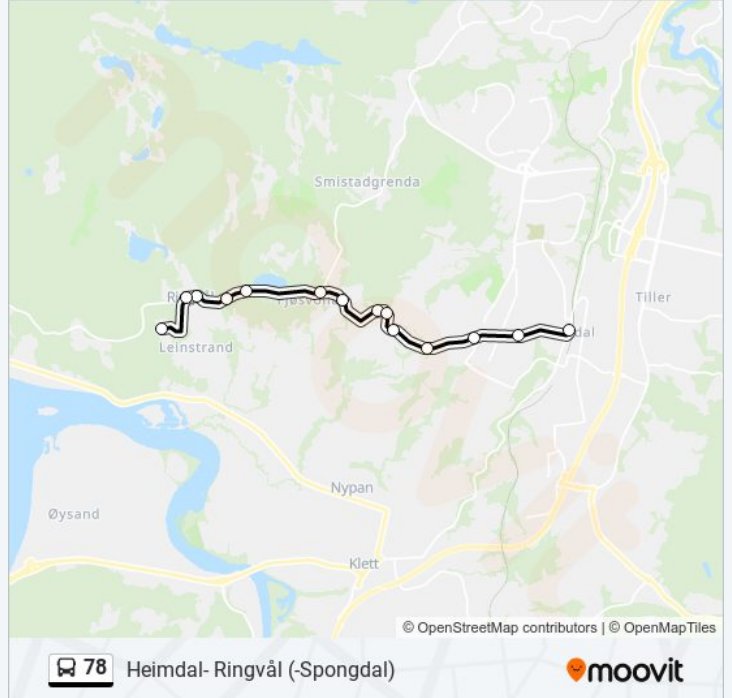 Smistadgrenda
Tiller
Leinstrand
Nypan
Øysand
Klett
© OpenStreetMap contributors | © OpenMapTiles
78 Heimdal- Ringvål (-Spongdal)
moovit